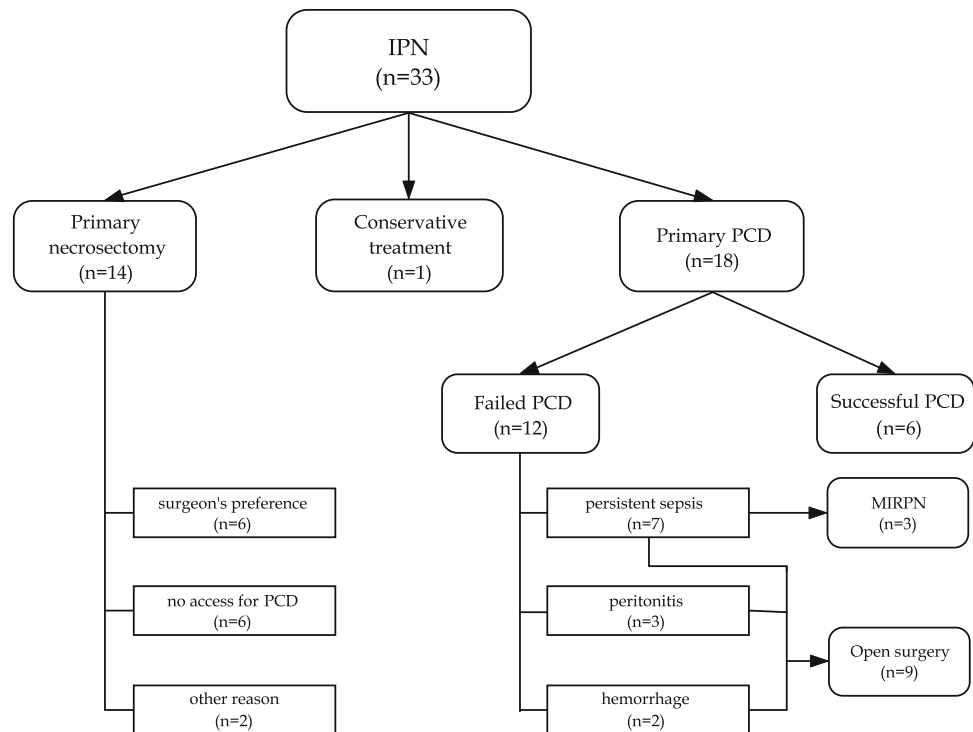 IPN
(n=33)
Primary
necrosectomy
(n=14)
Conservative
treatment
(n=1)
Primary PCD
(n=18)
Failed PCD
(n=12)
Successful PCD
(n=6)
surgeon's preference
(n=6)
no access for PCD
(n=6)
other reason
(n=2)
persistent sepsis
(n=7)
peritonitis
(n=3)
hemorrhage
(n=2)
MIRPN
(n=3)
Open surgery
(n=9)